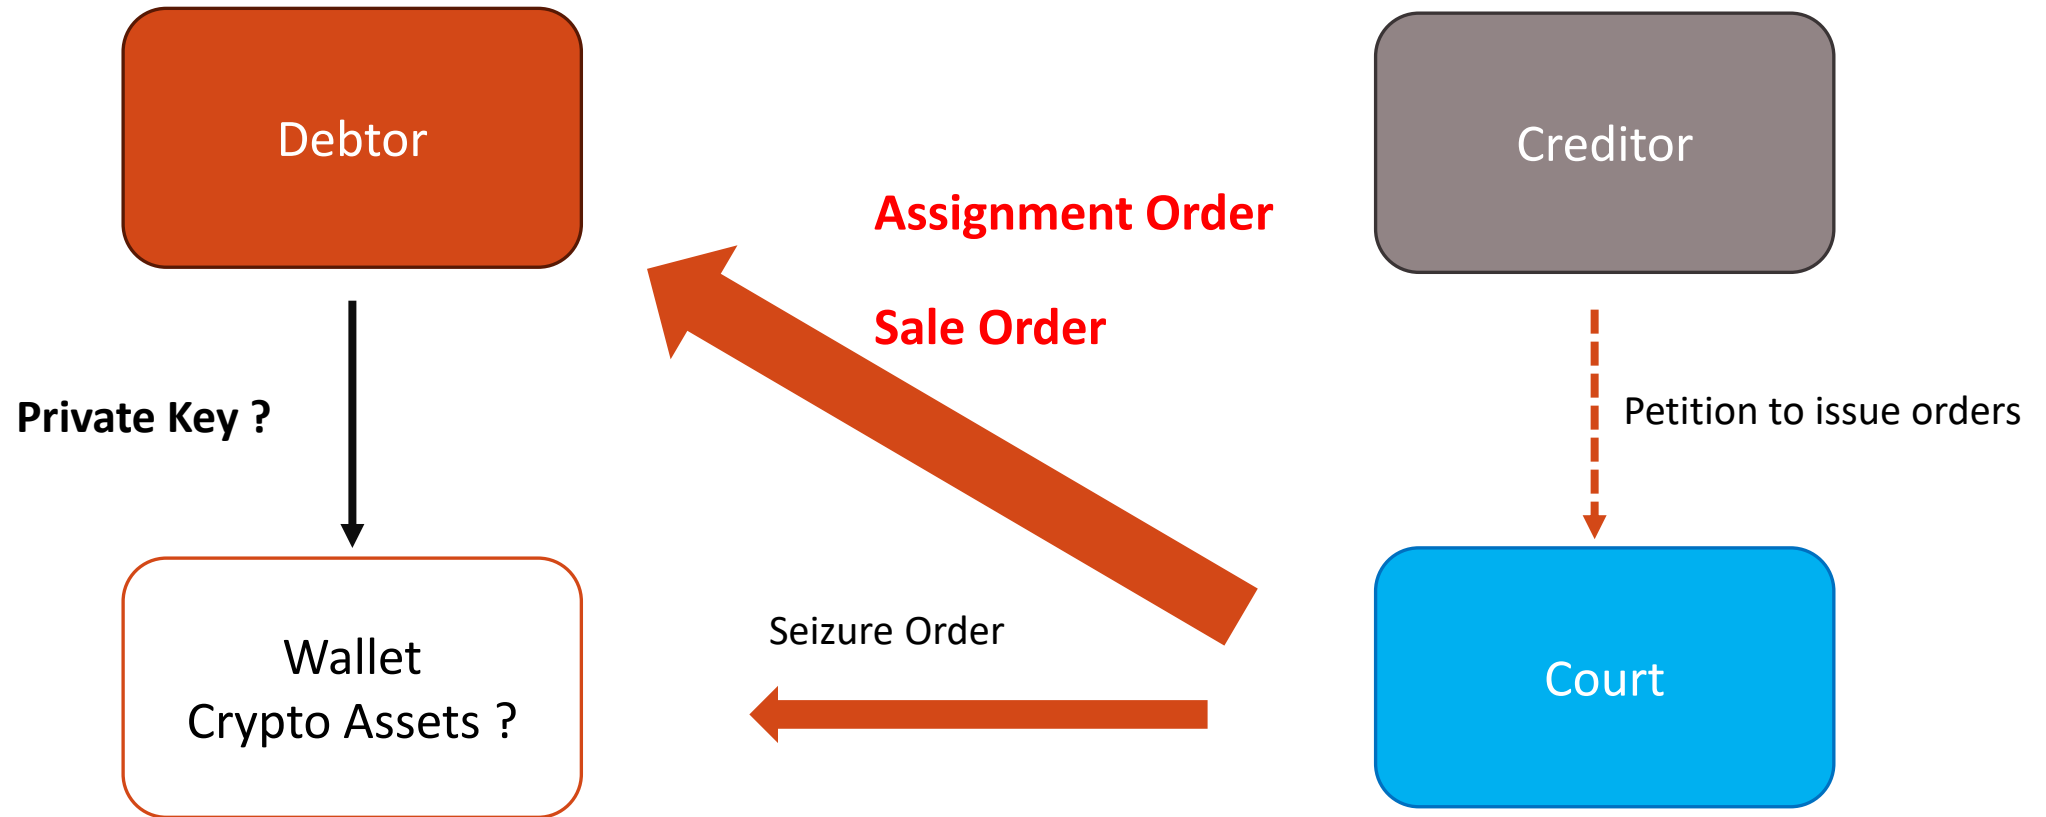 Debtor
Creditor
Assignment Order
Sale Order
Private Key ?
Petition to issue orders
Seizure Order
Wallet
Crypto Assets ?
Court